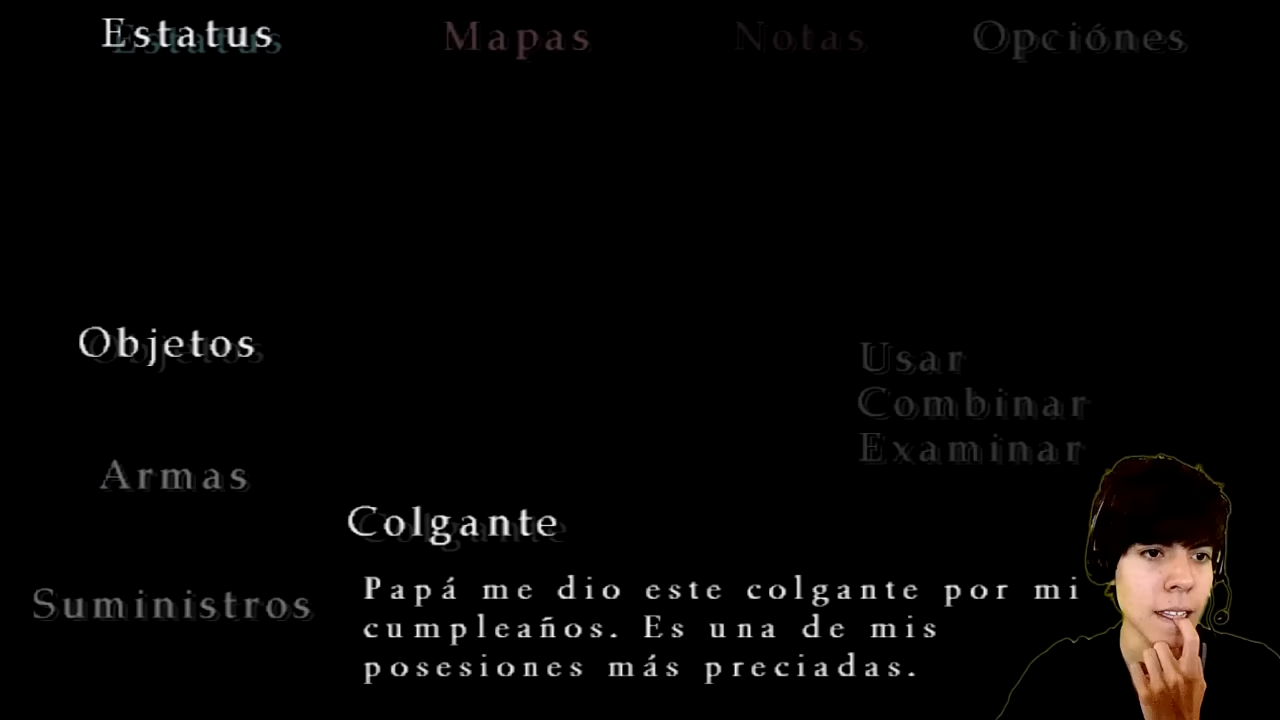 Estatus Mapas Notas Opciónes
Objetos
Usar
Combinar
Examinar
Armas
Colgante
Suministros
Papá me dio este colgante por mi
cumpleaños. Es una de mis
posesiones más preciadas.